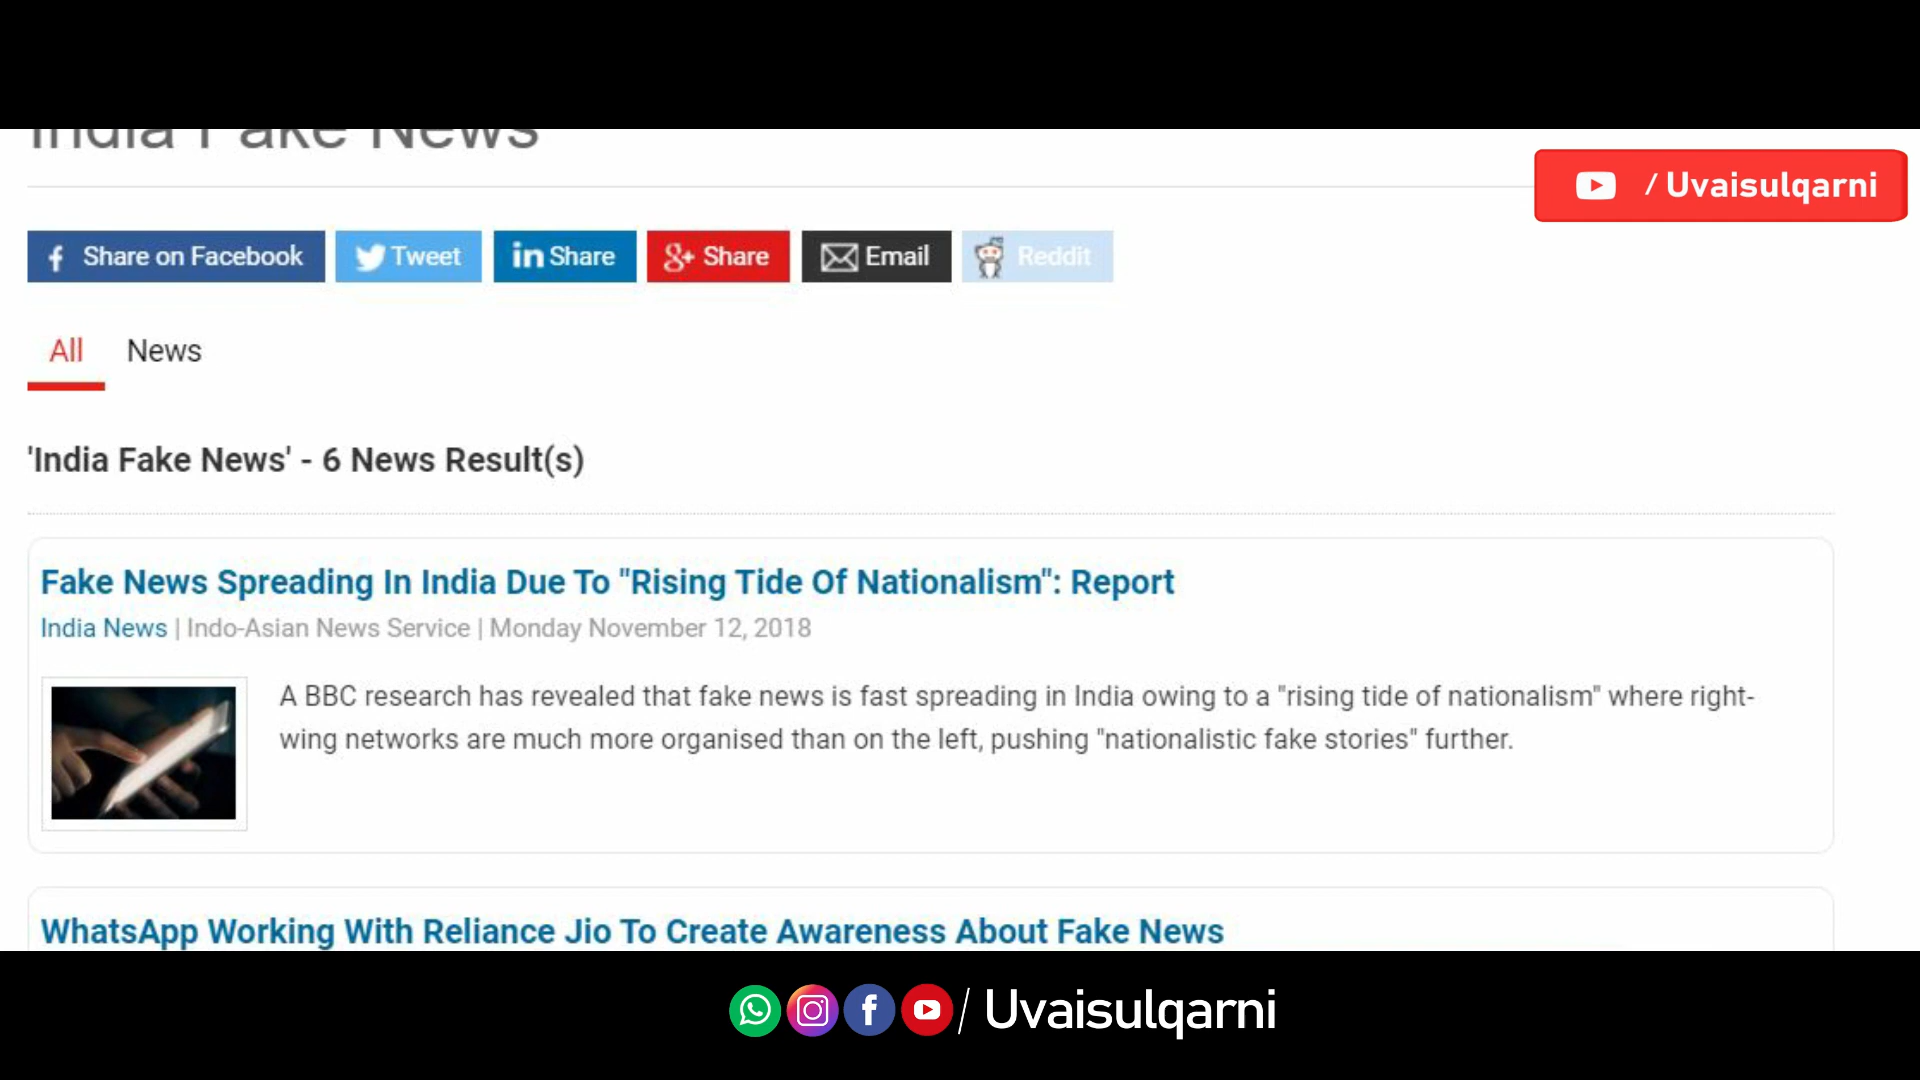 India Fake News
/ Uvaisulqarni
Share on Facebook Tweet Share Share Email Reddit
All News
'India Fake News' - 6 News Result(s)
Fake News Spreading In India Due To "Rising Tide Of Nationalism": Report
India News | Indo-Asian News Service | Monday November 12, 2018
A BBC research has revealed that fake news is fast spreading in India owing to a "rising tide of nationalism" where right-
wing networks are much more organised than on the left, pushing "nationalistic fake stories" further.
WhatsApp Working With Reliance Jio To Create Awareness About Fake News
/ Uvaisulqarni